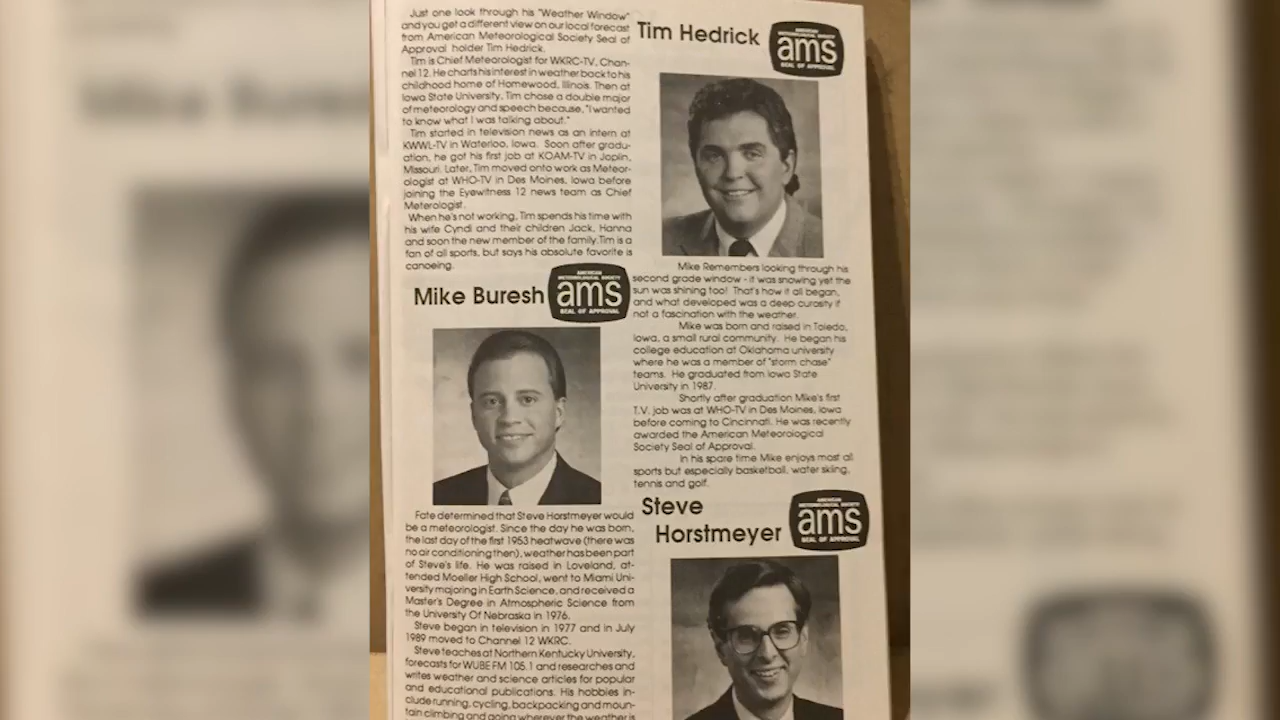 Just one look through his "Weather Window"
and you get a different view on our local forecast
from American Meteorological Society Seal of
Approval holder Tim Hedrick.
Tim is Chief Meteorologist for WKRC-TV, Chan-
nel 12. He charts his interest in weather back to his
childhood home of Homewood, Illinois. Then at
Iowa State University, Tim chose a double major
of meteorology and speech because, "I wanted
to know what I was talking about."
Tim started in television news as an intern at
KWWL-TV in Waterloo, Iowa. Soon after gradu-
ation, he got his first job at KOAM-TV in Joplin,
Missouri. Later, Tim moved onto work as Meteor-
ologist at WHO-TV in Des Moines, Iowa before
joining the Eyewitness 12 news team as Chief
Meterologist.
When he's not working, Tim spends his time with
his wife Cyndi and their children Jack, Hanna
and soon the new member of the family. Tim is a
fan of all sports, but says his absolute favorite is
canoeing.
Tim Hedrick
AMERICAN
METEOROLOGICAL SOCIETY
ams
SEAL OF APPROVAL
Mike Buresh
AMERICAN
METEOROLOGICAL SOCIETY
ams
SEAL OF APPROVAL
Mike Remembers looking through his
second grade window - it was snowing yet the
sun was shining too! That's how it all began,
and what developed was a deep curosity if
not a fascination with the weather.
Mike was born and raised in Toledo,
Iowa, a small rural community. He began his
college education at Oklahoma university
where he was a member of "storm chase"
teams. He graduated from Iowa State
University in 1987.
Shortly after graduation Mike's first
T.V. job was at WHO-TV in Des Moines, Iowa
before coming to Cincinnati. He was recently
awarded the American Meteorological
Society Seal of Approval.
In his spare time Mike enjoys most all
sports but especially basketball, water skiing,
tennis and golf.
Steve
Horstmeyer
AMERICAN
METEOROLOGICAL SOCIETY
ams
SEAL OF APPROVAL
Fate determined that Steve Horstmeyer would
be a meteorologist. Since the day he was born,
the last day of the first 1953 heatwave (there was
no air conditioning then), weather has been part
of Steve's life. He was raised in Loveland, at-
tended Moeller High School, went to Miami Uni-
versity majoring in Earth Science, and received a
Master's Degree in Atmospheric Science from
the University Of Nebraska in 1976.
Steve began in television in 1977 and in July
1989 moved to Channel 12 WKRC.
Steve teaches at Northern Kentucky University,
forecasts for WUBE FM 105.1 and researches and
writes weather and science articles for popular
and educational publications. His hobbies in-
clude running, cycling, backpacking and moun-
tain climbing and going wherever the weather is